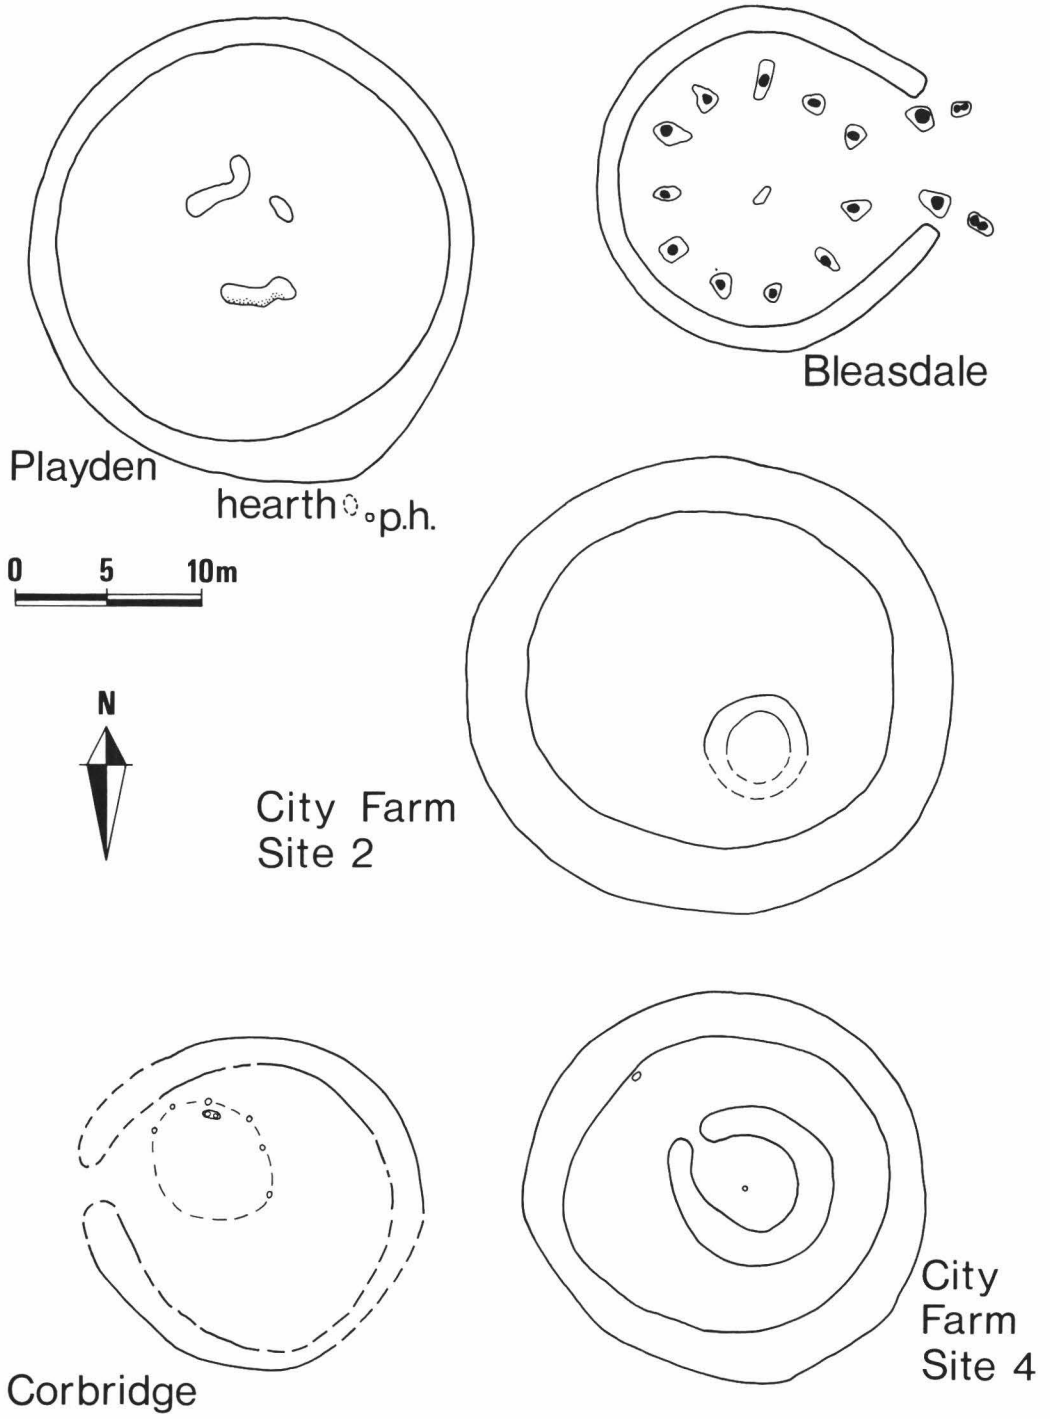 Bleasdale
Playden
hearth p.h.
0 5 10m
N
City Farm
Site 2
City
Farm
Site 4
Corbridge